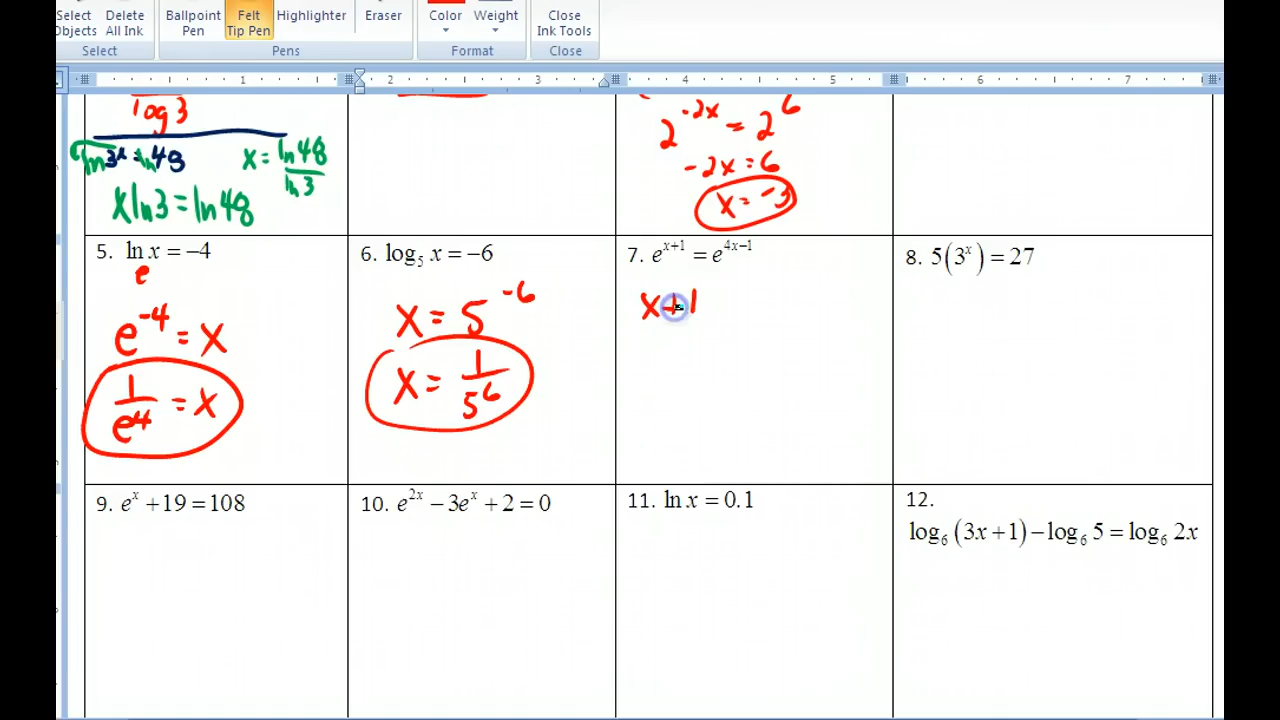 Select Objects
Delete All Ink
Ballpoint Pen
Felt Tip Pen
Highlighter
Eraser
Color
Weight
Close Ink Tools
Select
Pens
Format
Close
2 3 4 5 6 7
log 3
ln3^x = ln48
x = ln48/ln3
xln3 = ln48
2^-2x = 2^6
-2x = 6
x = -3
5. ln x = −4
e
e^-4 = x
1/e^4 = x
6. log₅ x = −6
x = 5^-6
x = 1/5^6
7. e^x+1 = e^4x−1
x+1
8. 5(3^x) = 27
9. e^x + 19 = 108
10. e^2x − 3e^x + 2 = 0
11. ln x = 0.1
12.
log₆ (3x + 1) − log₆ 5 = log₆ 2x